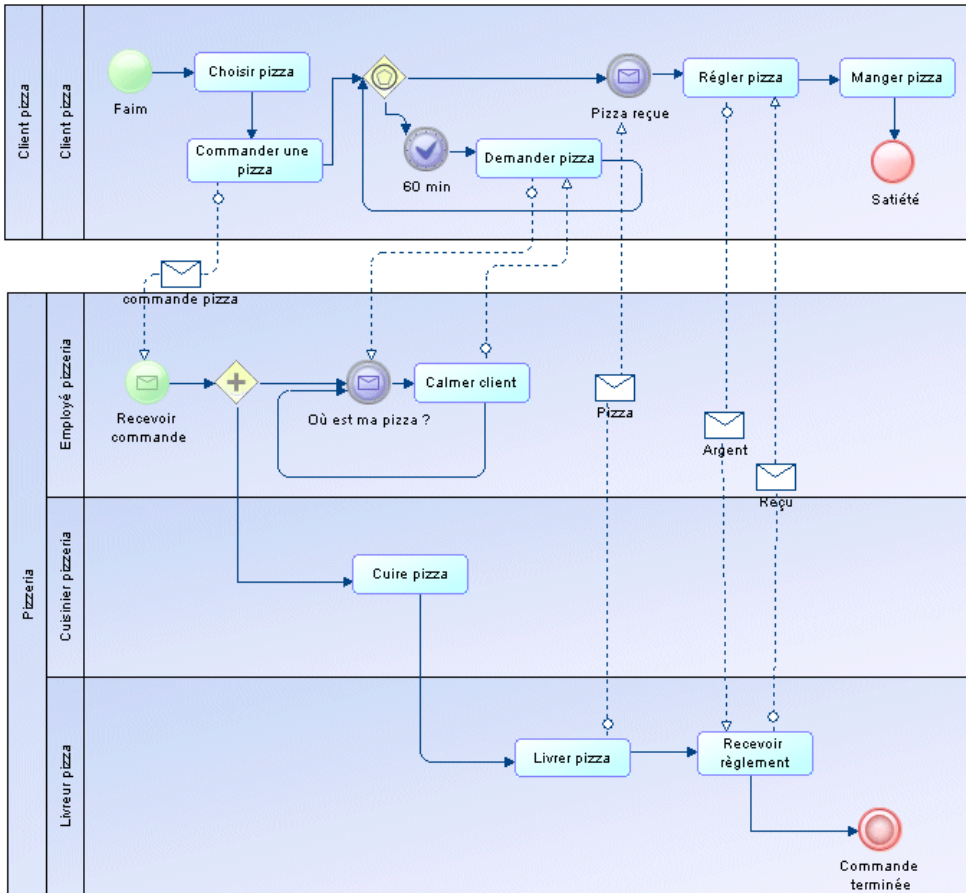 Client pizza
Client pizza
Faim
Choisir pizza
Commander une
pizza
60 min
Demander pizza
Pizza reçue
Régler pizza
Manger pizza
Satiété
commande pizza
Pizzeria
Employé pizzeria
Recevoir
commande
Où est ma pizza ?
Calmer client
Pizza
Argent
Reçu
Cuisinier pizzeria
Cuire pizza
Livreur pizza
Livrer pizza
Recevoir
règlement
Commande
terminée